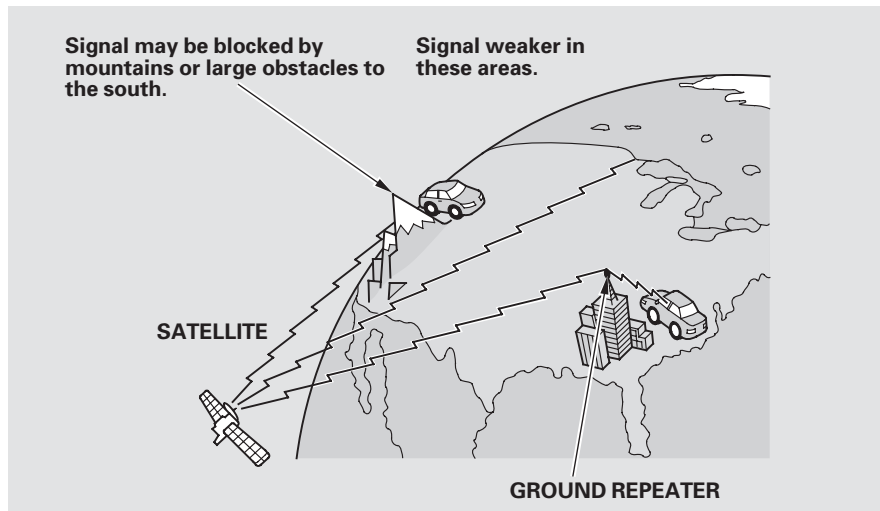 Signal may be blocked by
mountains or large obstacles to
the south.
Signal weaker in
these areas.
SATELLITE
GROUND REPEATER